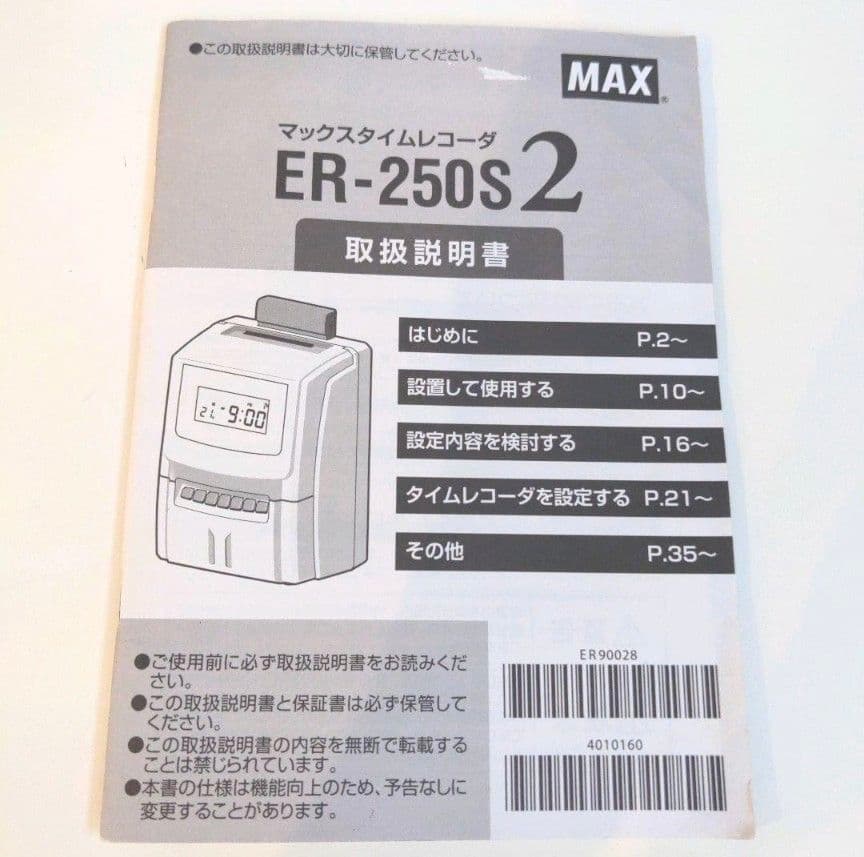 ●この取扱説明書は大切に保管してください。
MAX®
マックスタイムレコーダ
ER-250S2
取扱説明書
はじめに P.2〜
設置して使用する P.10〜
設定内容を検討する P.16〜
タイムレコーダを設定する P.21〜
その他 P.35〜
21 9:00
●ご使用前に必ず取扱説明書をお読みくだ
さい。
●この取扱説明書と保証書は必ず保管して
ください。
●この取扱説明書の内容を無断で転載する
ことは禁じられています。
●本書の仕様は機能向上のため、予告なしに
変更することがあります。
ER90028
4010160